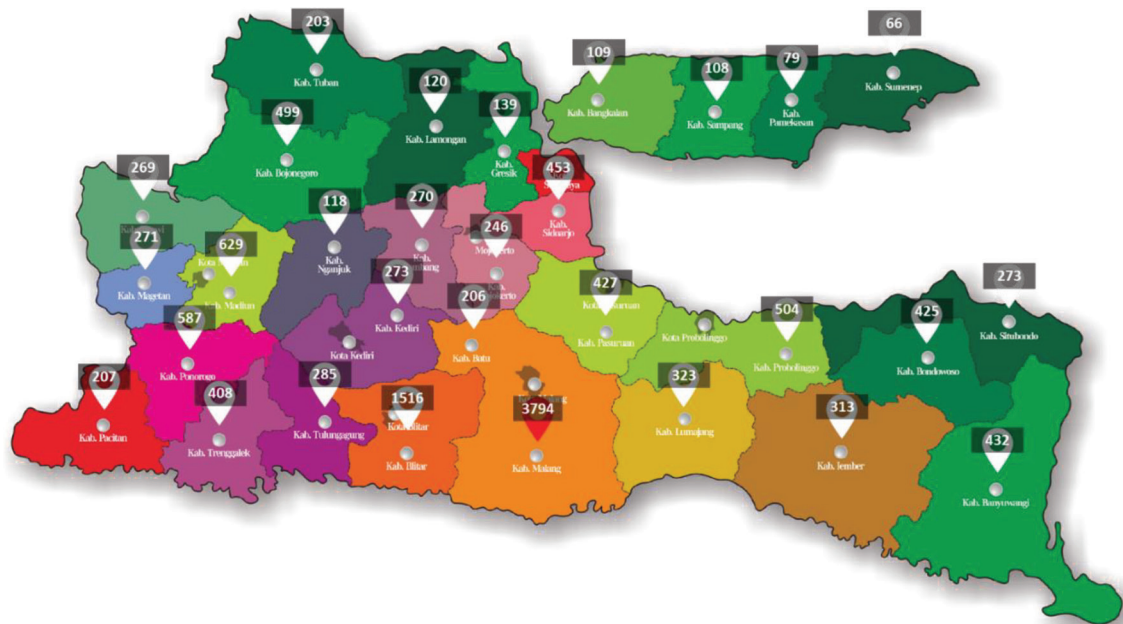 203
66
Kab. Tuban
109
79
Kab. Sumenep
120
108
499
139
Kab. Bangkalan
Kab. Sampang
Kab.
Pamekasan
Kab. Lamongan
Kab. Bojonegoro
Kab.
Gresik
453
269
Kab.
Sidoarjo
118
270
246
271
629
Kab.
Nganjuk
273
427
273
Kab. Magetan
Kab. Madiun
206
504
425
587
Kab. Kediri
Kab. Situbondo
Kab. Pasuruan
Kota Probolinggo
Kota Kediri
Kab. Batu
Kab. Probolinggo
Kab. Bondowoso
Kab. Ponorogo
207
285
323
408
1516
3794
313
Kab. Pacitan
Kab. Tulungagung
Kab. Lumajang
432
Kab. Trenggalek
Kab. Blitar
Kab. Malang
Kab. Jember
Kab. Banyuwangi